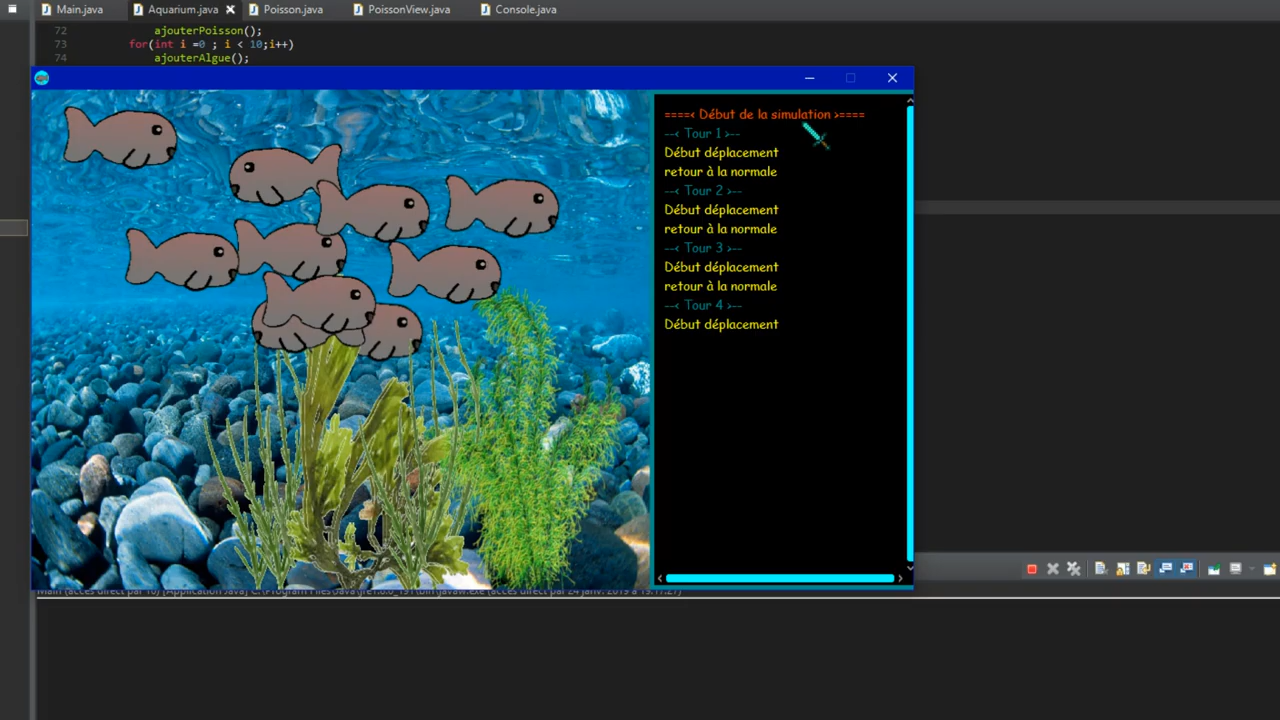 Main.java Aquarium.java Poisson.java PoissonView.java Console.java
72 ajouterPoisson();
73 for(int i =0 ; i < 10;i++)
74 ajouterAlgue();
====< Début de la simulation >====
--< Tour 1 >--
Début déplacement
retour à la normale
--< Tour 2 >--
Début déplacement
retour à la normale
--< Tour 3 >--
Début déplacement
retour à la normale
--< Tour 4 >--
Début déplacement